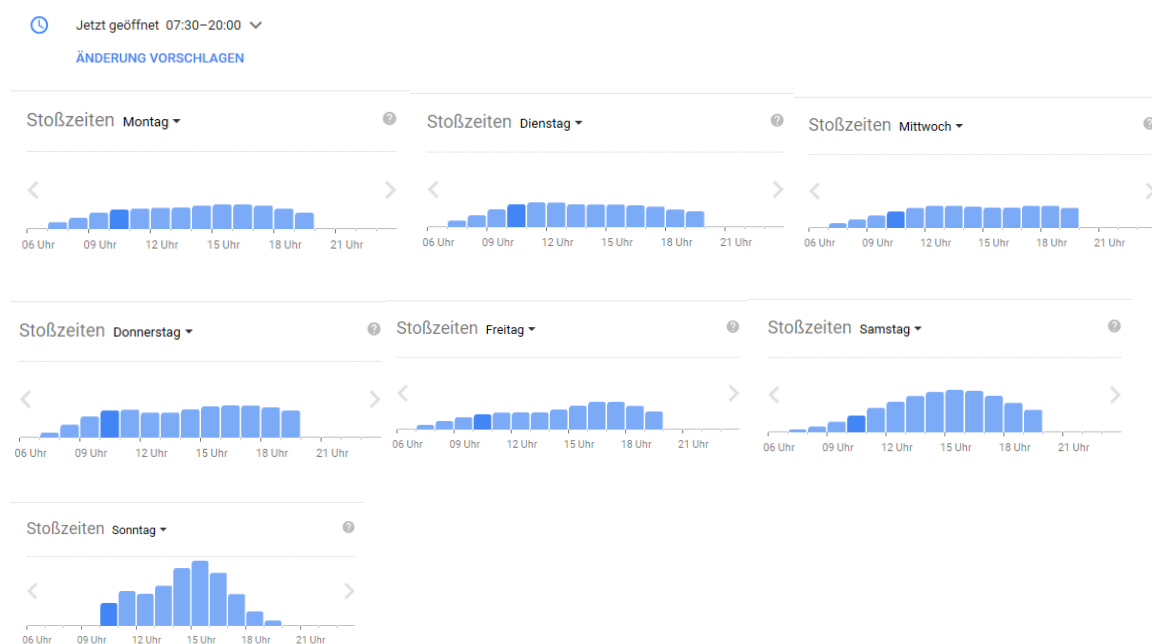 Jetzt geöffnet 07:30–20:00
ÄNDERUNG VORSCHLAGEN
Stoßzeiten Montag
06 Uhr 09 Uhr 12 Uhr 15 Uhr 18 Uhr 21 Uhr
Stoßzeiten Dienstag
06 Uhr 09 Uhr 12 Uhr 15 Uhr 18 Uhr 21 Uhr
Stoßzeiten Mittwoch
06 Uhr 09 Uhr 12 Uhr 15 Uhr 18 Uhr 21 Uhr
Stoßzeiten Donnerstag
06 Uhr 09 Uhr 12 Uhr 15 Uhr 18 Uhr 21 Uhr
Stoßzeiten Freitag
06 Uhr 09 Uhr 12 Uhr 15 Uhr 18 Uhr 21 Uhr
Stoßzeiten Samstag
06 Uhr 09 Uhr 12 Uhr 15 Uhr 18 Uhr 21 Uhr
Stoßzeiten Sonntag
06 Uhr 09 Uhr 12 Uhr 15 Uhr 18 Uhr 21 Uhr